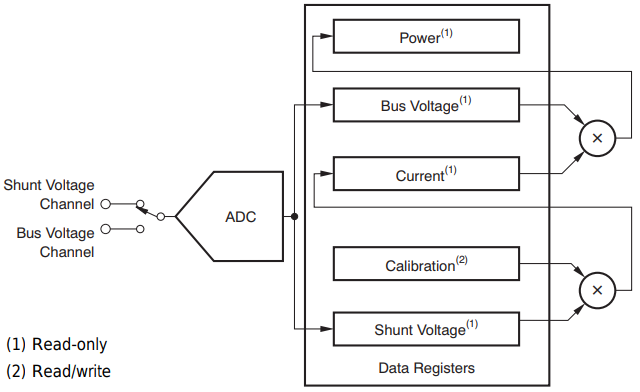 Power(1)
Bus Voltage(1)
×
Current(1)
Shunt Voltage
Channel
ADC
Bus Voltage
Channel
Calibration(2)
×
Shunt Voltage(1)
(1) Read-only
(2) Read/write
Data Registers